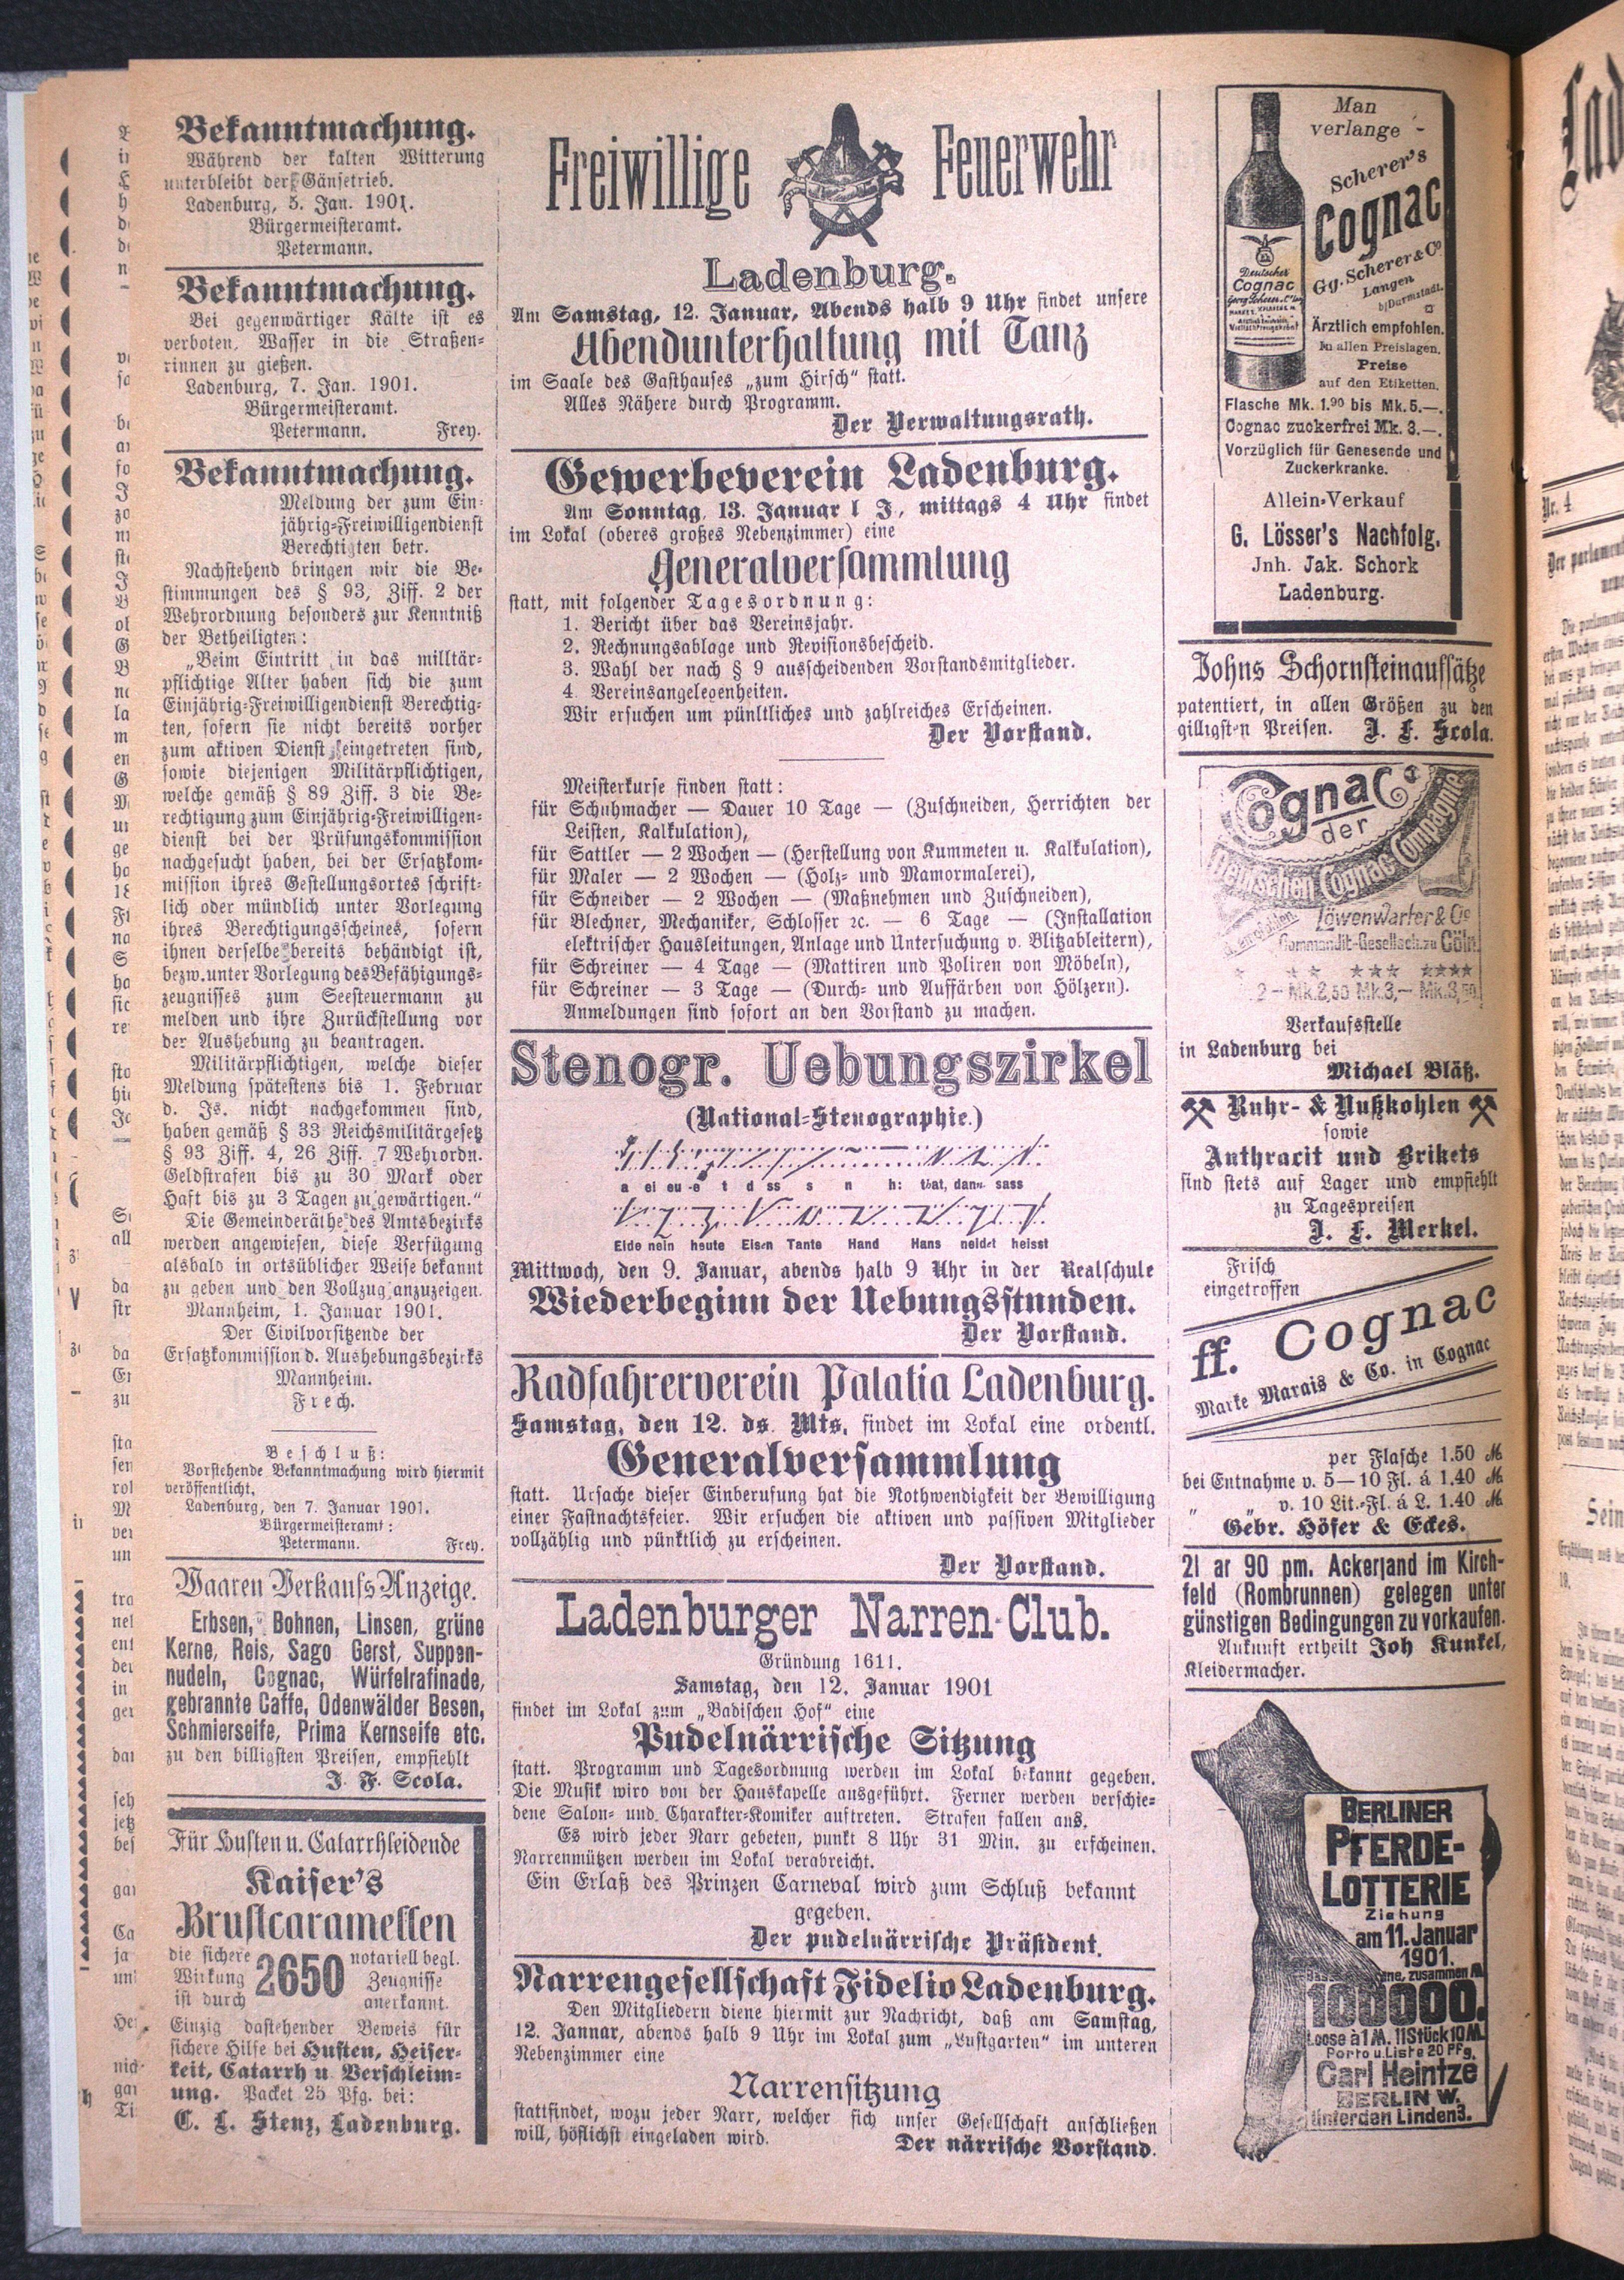 Bekanntmachung.
Während der kalten Witterung
unterbleibt der Gänsetrieb.
Ladenburg, 5. Jan. 1901.
Bürgermeisteramt.
Petermann.
Bekanntmachung.
Bei gegenwärtiger Kälte ist es
verboten, Wasser in die Straßen-
rinnen zu gießen.
Ladenburg, 7. Jan. 1901.
Bürgermeisteramt.
Petermann. Frey.
Bekanntmachung.
Meldung der zum Ein-
jährig-Freiwilligendienst
Berechtigten betr.
Nachstehend bringen wir die Be-
stimmungen des § 93, Ziff. 2 der
Wehrordnung besonders zur Kenntniß
der Betheiligten:
„Beim Eintritt in das militär-
pflichtige Alter haben sich die zum
Einjährig-Freiwilligendienst Berechtig-
ten, sofern sie nicht bereits vorher
zum aktiven Dienst eingetreten sind,
sowie diejenigen Militärpflichtigen,
welche gemäß § 89 Ziff. 3 die Be-
rechtigung zum Einjährig-Freiwilligen-
dienst bei der Prüfungskommission
nachgesucht haben, bei der Ersatzkom-
mission ihres Gestellungsortes schrift-
lich oder mündlich unter Vorlegung
ihres Berechtigungsscheines, sofern
ihnen derselbe bereits behändigt ist,
bezw. unter Vorlegung des Befähigungs-
zeugnisses zum Seesteuermann zu
melden und ihre Zurückstellung vor
der Aushebung zu beantragen.
Militärpflichtigen, welche dieser
Meldung spätestens bis 1. Februar
d. Js. nicht nachgekommen sind,
haben gemäß § 33 Reichsmilitärgesetz
§ 93 Ziff. 4, 26 Ziff. 7 Wehrordn.
Geldstrafen bis zu 30 Mark oder
Haft bis zu 3 Tagen zu gewärtigen.“
Die Gemeinderäthe des Amtsbezirks
werden angewiesen, diese Verfügung
alsbald in ortsüblicher Weise bekannt
zu geben und den Vollzug anzuzeigen.
Mannheim, 1. Januar 1901.
Der Civilvorsitzende der
Ersatzkommission d. Aushebungsbezirks
Mannheim.
Frech.
Beschluß:
Vorstehende Bekanntmachung wird hiermit
veröffentlicht.
Ladenburg, den 7. Januar 1901.
Bürgermeisteramt:
Petermann. Frey.
Waaren Verkaufs Anzeige.
Erbsen, Bohnen, Linsen, grüne
Kerne, Reis, Sago Gerst, Suppen-
nudeln, Cognac, Würfelrafinade,
gebrannte Caffe, Odenwälder Besen,
Schmierseife, Prima Kernseife etc.
zu den billigsten Preisen, empfiehlt
J. F. Scola.
Für Husten u. Catarrhleidende
Kaiser's
Brustcaramellen
die sichere
Wirkung
ist durch
2650
notariell begl.
Zeugnisse
anerkannt.
Einzig dastehender Beweis für
sichere Hilfe bei Husten, Heiser-
keit, Catarrh u. Verschleim-
ung. Packet 25 Pfg. bei:
C. L. Stenz, Ladenburg.
Freiwillige Feuerwehr
Ladenburg.
Am Samstag, 12. Januar, Abends halb 9 Uhr findet unsere
Abendunterhaltung mit Tanz
im Saale des Gasthauses „zum Hirsch“ statt.
Alles Nähere durch Programm.
Der Verwaltungsrath.
Gewerbeverein Ladenburg.
Am Sonntag, 13. Januar l J., mittags 4 Uhr findet
im Lokal (oberes großes Nebenzimmer) eine
Generalversammlung
statt, mit folgender Tagesordnung:
1. Bericht über das Vereinsjahr.
2. Rechnungsablage und Revisionsbescheid.
3. Wahl der nach § 9 ausscheidenden Vorstandsmitglieder.
4. Vereinsangelegenheiten.
Wir ersuchen um pünltliches und zahlreiches Erscheinen.
Der Vorstand.
Meisterkurse finden statt:
für Schuhmacher — Dauer 10 Tage — (Zuschneiden, Herrichten der
Leisten, Kalkulation),
für Sattler — 2 Wochen — (Herstellung von Kummeten u. Kalkulation),
für Maler — 2 Wochen — (Holz- und Mamormalerei),
für Schneider — 2 Wochen — (Maßnehmen und Zuschneiden),
für Blechner, Mechaniker, Schlosser ꝛc. — 6 Tage — (Installation
elektrischer Hausleitungen, Anlage und Untersuchung v. Blitzableitern),
für Schreiner — 4 Tage — (Mattiren und Poliren von Möbeln),
für Schreiner — 3 Tage — (Durch- und Auffärben von Hölzern).
Anmeldungen sind sofort an den Vorstand zu machen.
Stenogr. Uebungszirkel
(National-Stenographie.)
a ei eu e t d ss s n h: that, dann sass
Eide nein heute Eisen Tante Hand Hans neidet heisst
Mittwoch, den 9. Januar, abends halb 9 Uhr in der Realschule
Wiederbeginn der Uebungsstunden.
Der Vorstand.
Radfahrerverein Palatia Ladenburg.
Samstag, den 12. ds. Mts. findet im Lokal eine ordentl.
Generalversammlung
statt. Ursache dieser Einberufung hat die Nothwendigkeit der Bewilligung
einer Fastnachtsfeier. Wir ersuchen die aktiven und passiven Mitglieder
vollzählig und pünktlich zu erscheinen.
Der Vorstand.
Ladenburger Narren-Club.
Gründung 1611.
Samstag, den 12. Januar 1901
findet im Lokal zum „Badischen Hof“ eine
Pudelnärrische Sitzung
statt. Programm und Tagesordnung werden im Lokal bekannt gegeben.
Die Musik wird von der Hauskapelle ausgeführt. Ferner werden verschie-
dene Salon- und Charakter-Komiker auftreten. Strafen fallen aus.
Es wird jeder Narr gebeten, punkt 8 Uhr 31 Min. zu erscheinen.
Narrenmützen werden im Lokal verabreicht.
Ein Erlaß des Prinzen Carneval wird zum Schluß bekannt
gegeben.
Der pudelnärrische Präsident.
Narrengesellschaft Fidelio Ladenburg.
Den Mitgliedern diene hiermit zur Nachricht, daß am Samstag,
12. Jannar, abends halb 9 Uhr im Lokal zum „Lustgarten“ im unteren
Nebenzimmer eine
Narrensitzung
stattfindet, wozu jeder Narr, welcher sich unser Gesellschaft anschließen
will, höflichst eingeladen wird. Der närrische Vorstand.
Man
verlange
Scherer's
Cognac
Gg. Scherer & Co
Langen
b/Darmstadt.
Deutscher
Cognac
Ärztlich empfohlen.
In allen Preislagen.
Preise
auf den Etiketten.
Flasche Mk. 1.90 bis Mk. 5.—.
Cognac zuckerfrei Mk. 3.—.
Vorzüglich für Genesende und
Zuckerkranke.
Allein-Verkauf
G. Lösser's Nachfolg.
Jnh. Jak. Schork
Ladenburg.
Johns Schornsteinaufsätze
patentiert, in allen Größen zu den
gilligsten Preisen. J. F. Scola.
Cognac
der
Deutschen Cognac Compagnie
Löwenwarter & Cie
Commandit-Gesellsch. zu Cöln
* ** *** ****
2 – Mk. 2,50 Mk. 3,— Mk. 3,50
Verkaufsstelle
in Ladenburg bei
Michael Bläß.
Ruhr- & Nußkohlen
sowie
Anthracit und Brikets
sind stets auf Lager und empfiehlt
zu Tagespreisen
J. F. Merkel.
Frisch
eingetroffen
ff. Cognac
Marke Marais & Co. in Cognac
per Flasche 1.50 M
bei Entnahme v. 5—10 Fl. á 1.40 M.
„ „ v. 10 Lit.-Fl. á L. 1.40 M.
Gebr. Höfer & Eckes.
21 ar 90 pm. Ackerland im Kirch-
feld (Rombrunnen) gelegen unter
günstigen Bedingungen zu vorkaufen.
Aukunft ertheilt Joh Kunkel,
Kleidermacher.
BERLINER
PFERDE-
LOTTERIE
Ziehung
am 11. Januar
1901.
zusammen M.
100000.
Loose à 1 M. 11 Stück 10 M.
Porto u. Liste 20 Pfg.
Carl Heintze
BERLIN W.
Unter den Linden 3.
Nr. 4